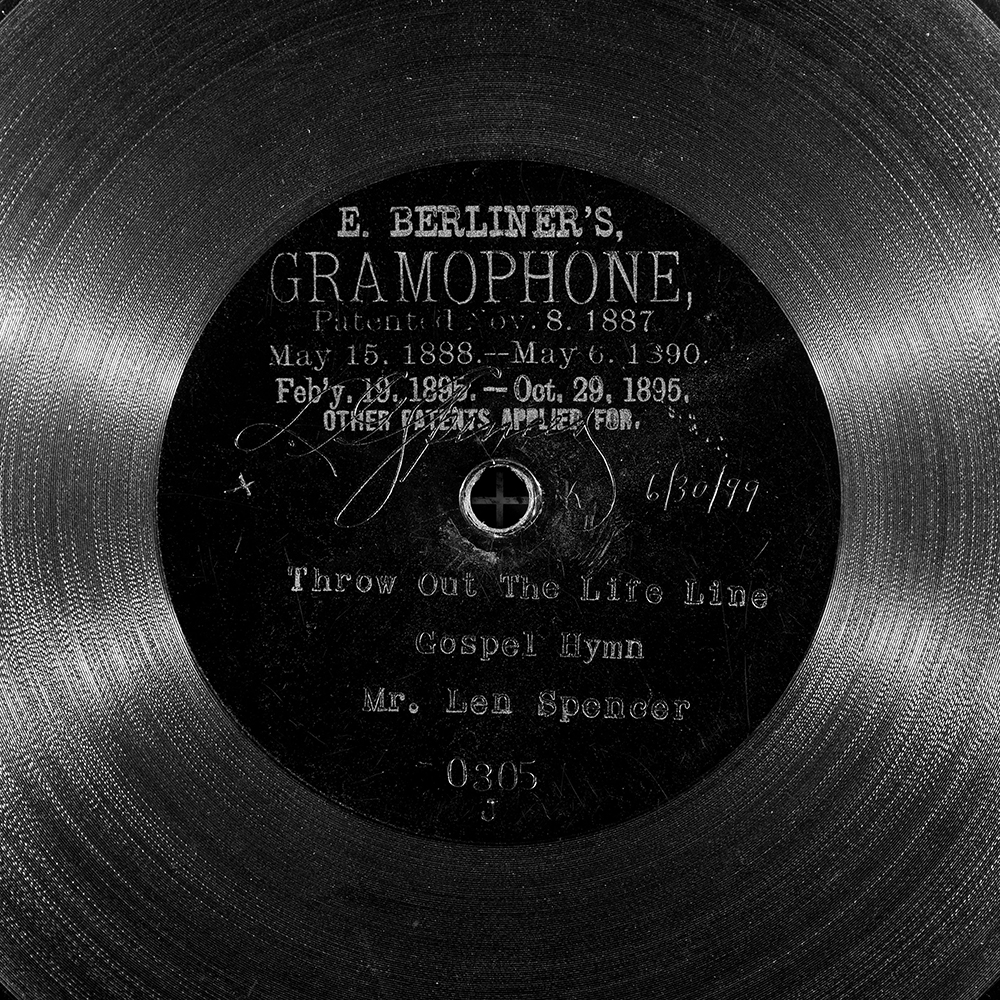 E. BERLINER'S,
GRAMOPHONE,
Patented Nov. 8. 1887.
May 15. 1888.--May 6. 1890.
Feb'y. 19. 1895. — Oct. 29, 1895.
OTHER PATENTS APPLIED FOR.
x
K
6/30/99
Throw Out The Life Line
Gospel Hymn
Mr. Len Spencer
0305
J